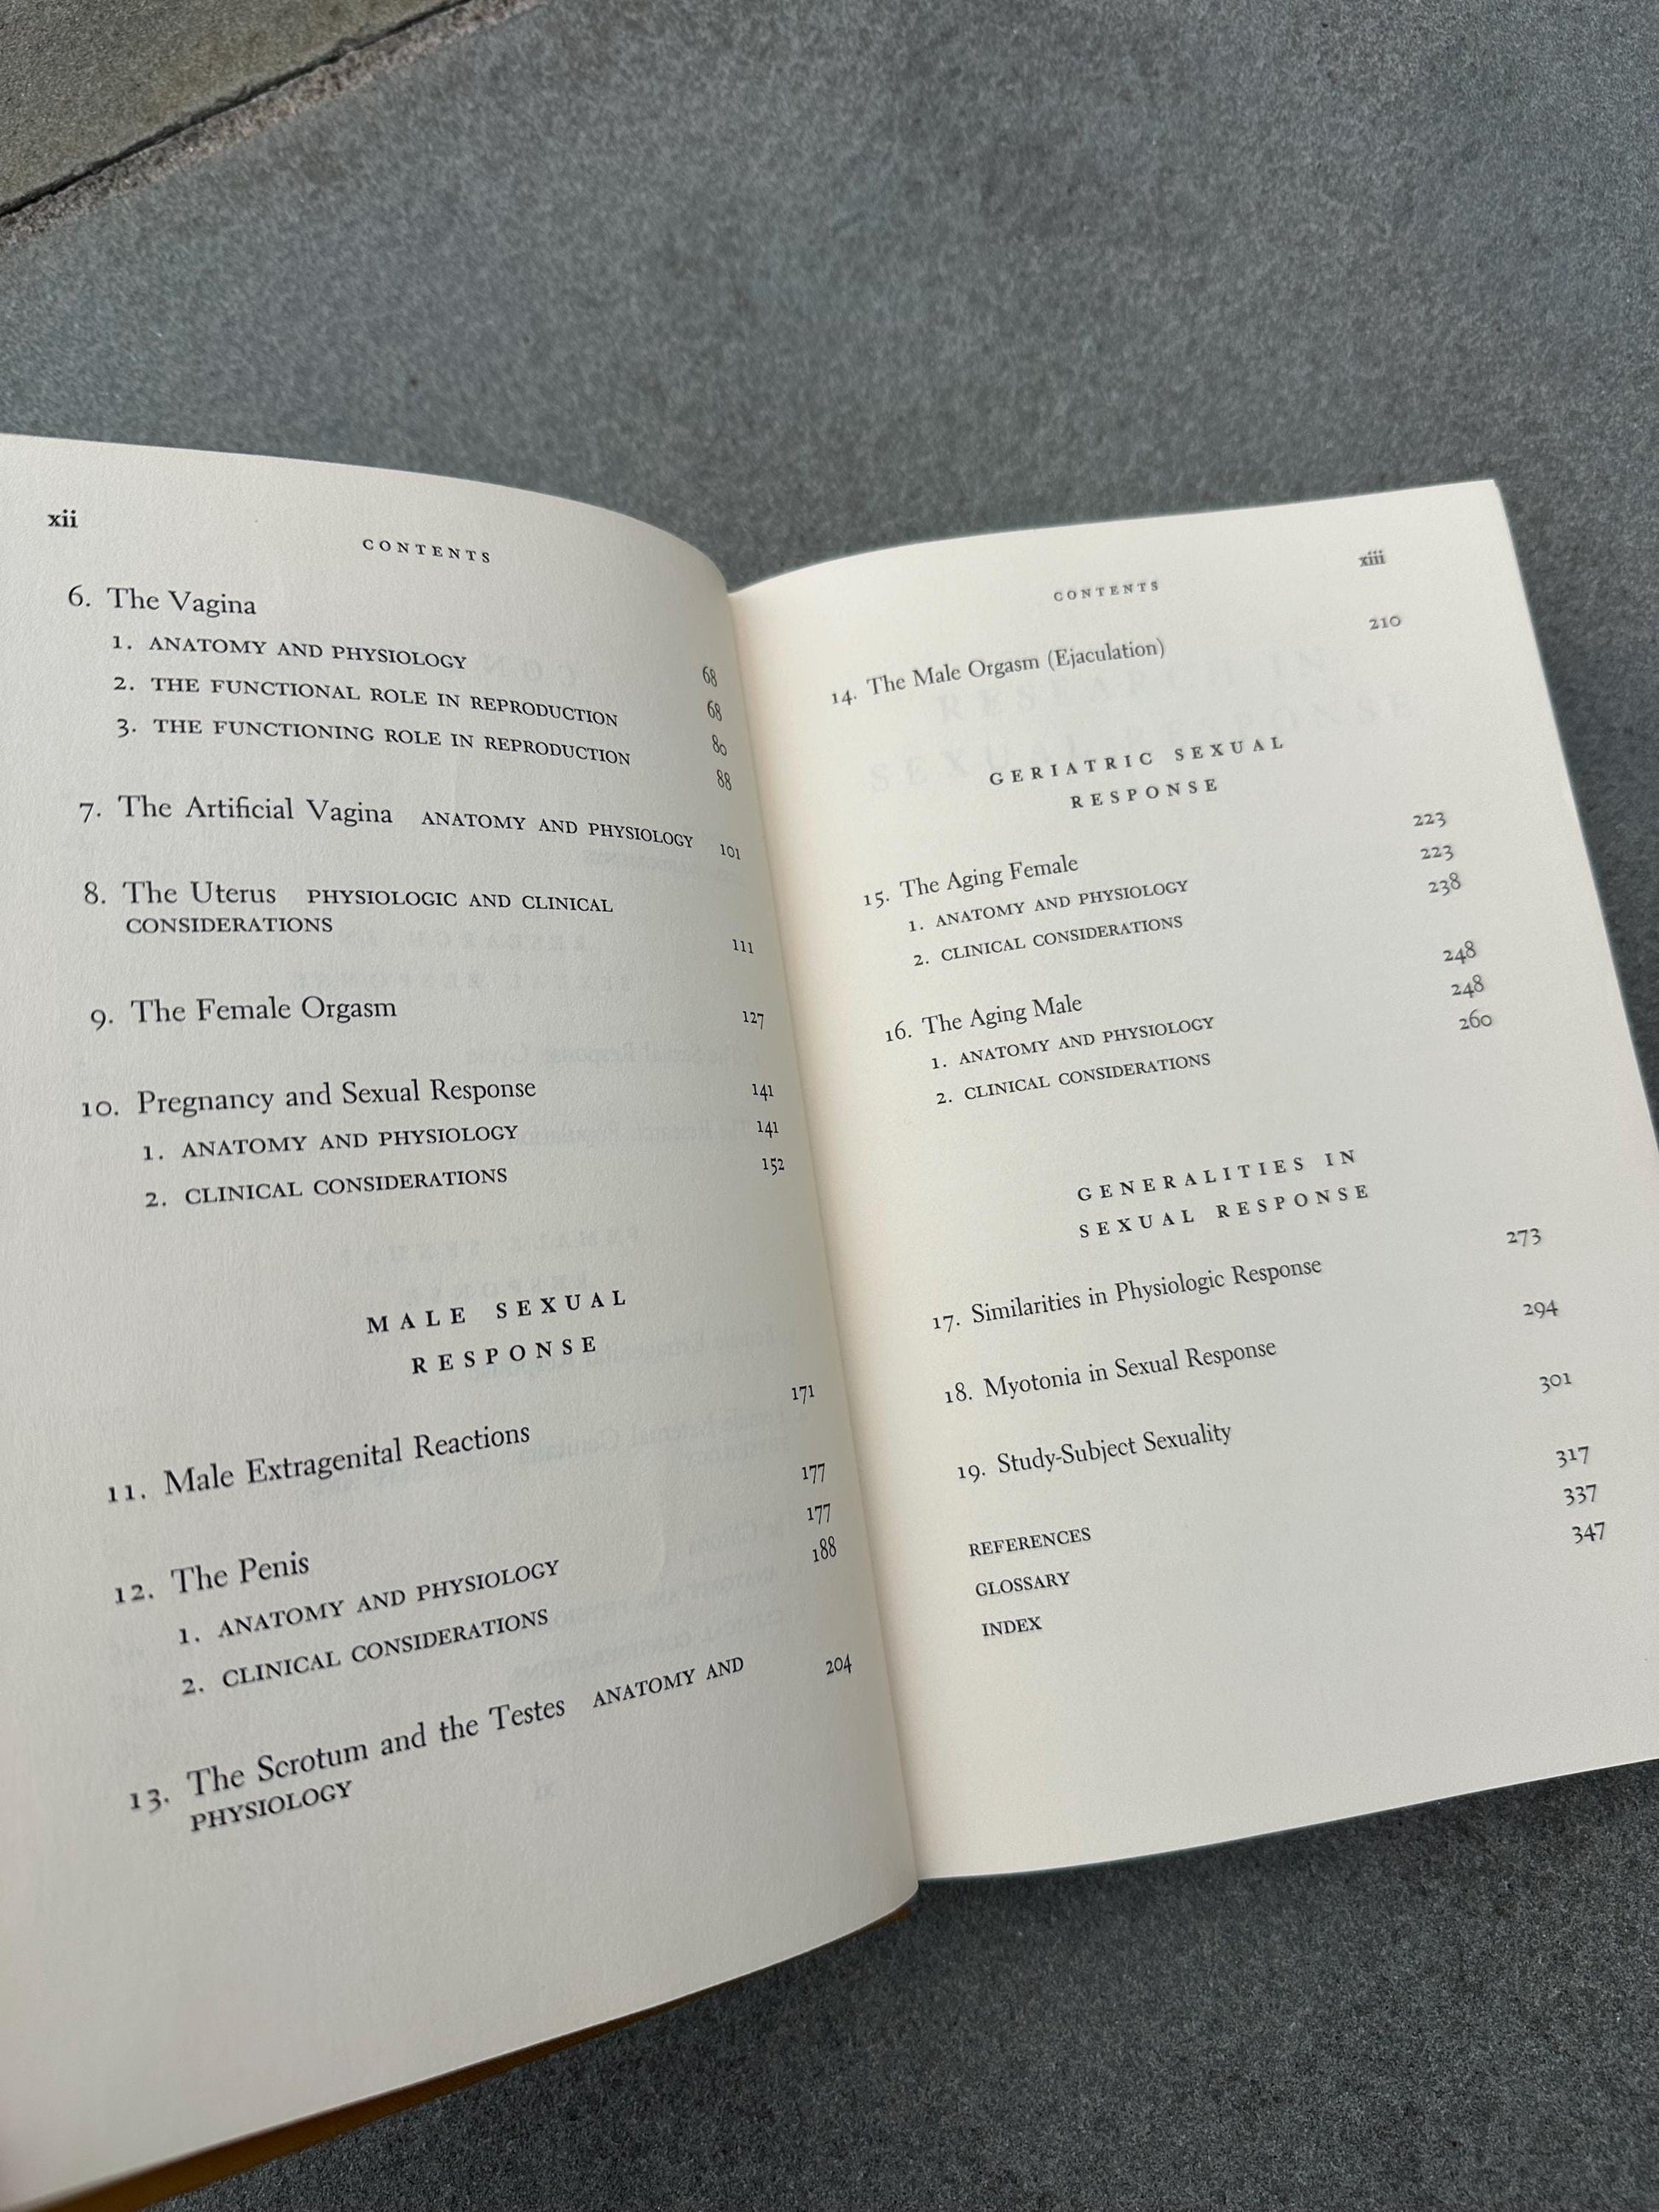 xii
CONTENTS
6. The Vagina 68
1. ANATOMY AND PHYSIOLOGY 68
2. THE FUNCTIONAL ROLE IN REPRODUCTION 80
3. THE FUNCTIONING ROLE IN REPRODUCTION 88
7. The Artificial Vagina ANATOMY AND PHYSIOLOGY 101
8. The Uterus PHYSIOLOGIC AND CLINICAL
CONSIDERATIONS 111
9. The Female Orgasm 127
10. Pregnancy and Sexual Response 141
1. ANATOMY AND PHYSIOLOGY 141
2. CLINICAL CONSIDERATIONS 152
MALE SEXUAL
RESPONSE
11. Male Extragenital Reactions 171
12. The Penis 177
1. ANATOMY AND PHYSIOLOGY 177
2. CLINICAL CONSIDERATIONS 188
13. The Scrotum and the Testes ANATOMY AND
PHYSIOLOGY 204
CONTENTS xiii
14. The Male Orgasm (Ejaculation) 210
GERIATRIC SEXUAL
RESPONSE
15. The Aging Female 223
1. ANATOMY AND PHYSIOLOGY 223
2. CLINICAL CONSIDERATIONS 238
16. The Aging Male 248
1. ANATOMY AND PHYSIOLOGY 248
2. CLINICAL CONSIDERATIONS 260
GENERALITIES IN
SEXUAL RESPONSE
17. Similarities in Physiologic Response 273
18. Myotonia in Sexual Response 294
19. Study-Subject Sexuality 301
REFERENCES 317
GLOSSARY 337
INDEX 347